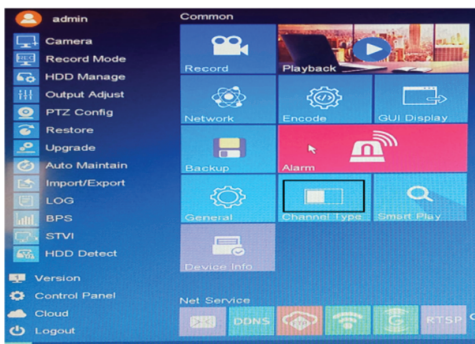 admin
Camera
Record Mode
HDD Manage
Output Adjust
PTZ Config
Restore
Upgrade
Auto Maintain
Import/Export
LOG
BPS
STVI
HDD Detect
Version
Control Panel
Cloud
Logout
Common
Record
Playback
Network
Encode
GUI Display
Backup
Alarm
General
Channel Type
Smart Play
Device Info
Net Service
DDNS
RTSP